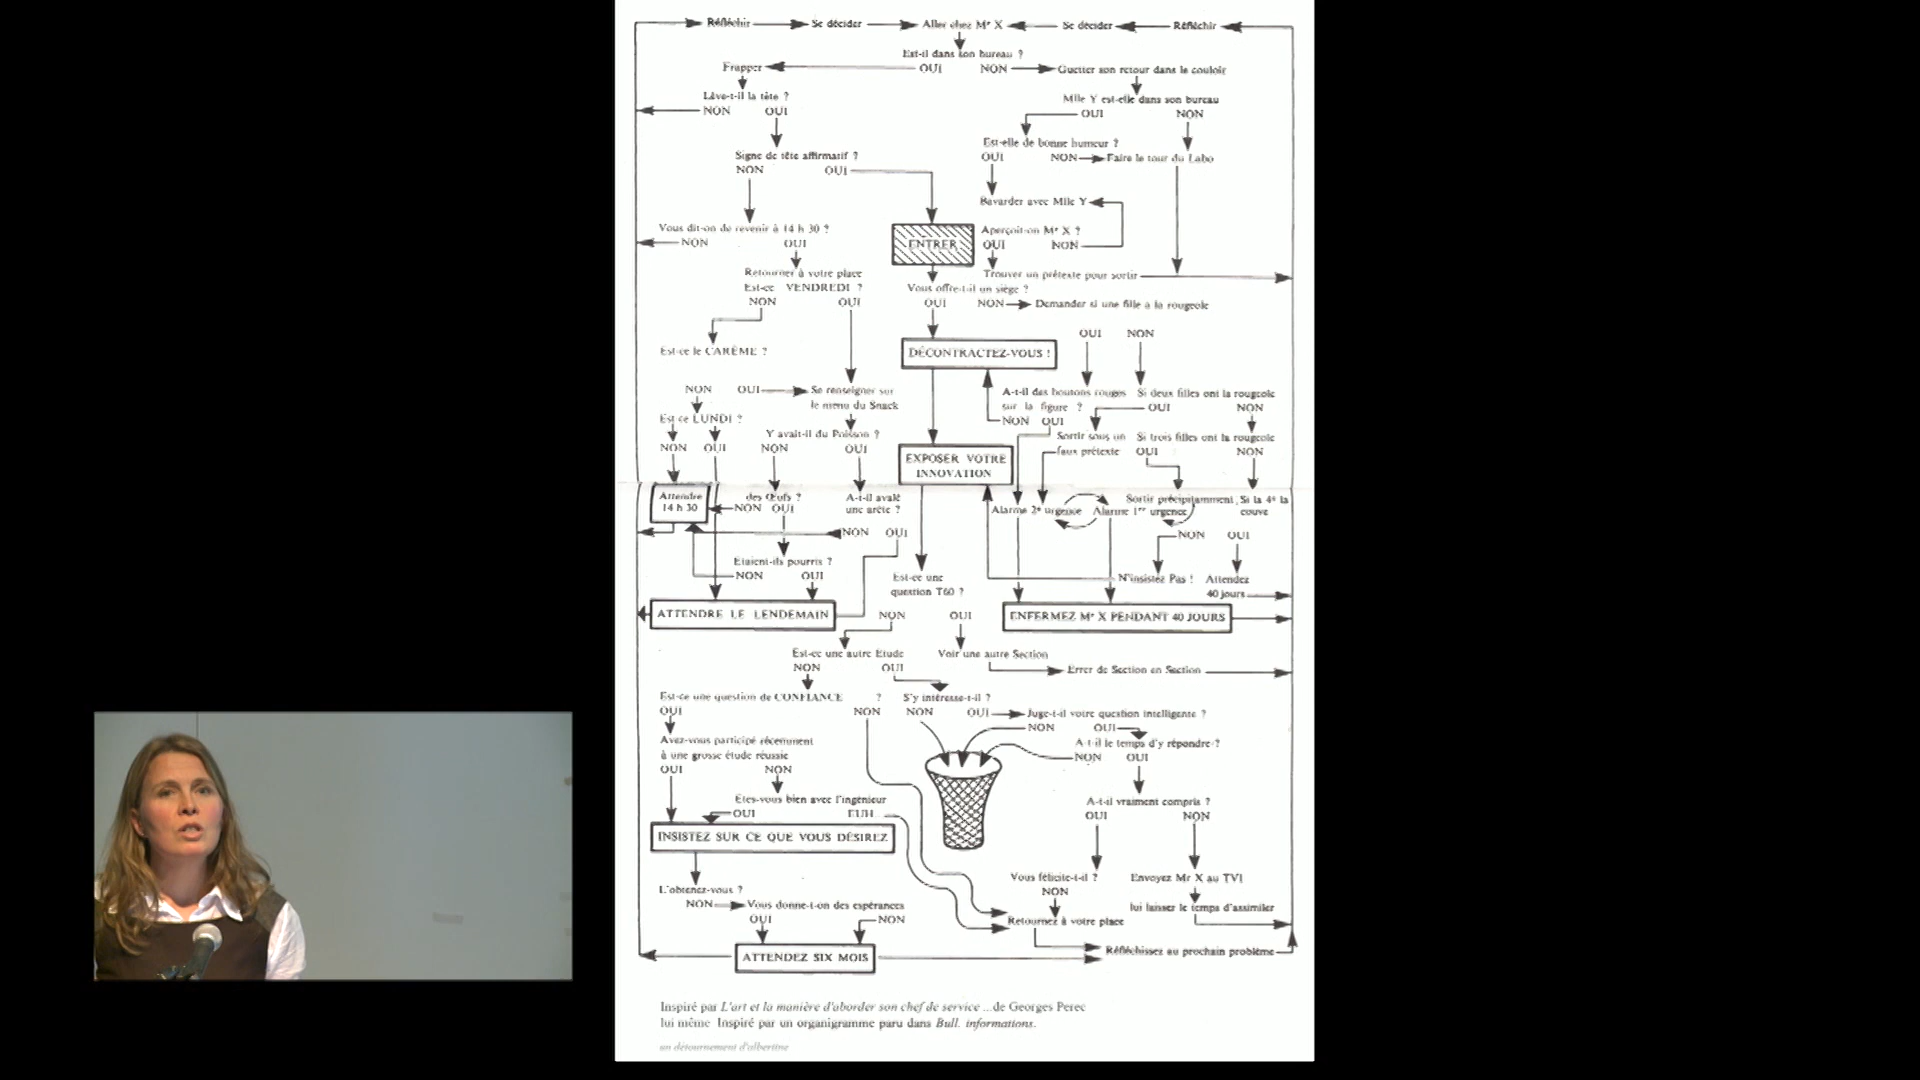 Réfléchir Se décider Aller chez Mr X Se décider Réfléchir
Est-il dans son bureau ?
Frapper OUI NON Guetter son retour dans le couloir
Lève-t-il la tête ? Mlle Y est-elle dans son bureau
NON OUI OUI NON
Est-elle de bonne humeur ?
Signe de tête affirmatif ? OUI NON Faire le tour du Labo
NON OUI
Bavarder avec Mlle Y
Vous dit-on de revenir à 14 h 30 ? Aperçoit-on Mr X ?
NON OUI ENTRER OUI NON
Retourner à votre place Trouver un prétexte pour sortir
Est-ce VENDREDI ? Vous offre-t-il un siège ?
NON OUI OUI NON Demander si une fille a la rougeole
OUI NON
Est-ce le CARÊME ? DÉCONTRACTEZ-VOUS !
NON OUI Se renseigner sur A-t-il des boutons rouges Si deux filles ont la rougeole
le menu du Snack sur la figure ? OUI NON
Est-ce LUNDI ? NON OUI
Y avait-il du Poisson ? Sortir sous un Si trois filles ont la rougeole
NON OUI NON OUI faux prétexte OUI NON
EXPOSER VOTRE
INNOVATION
Attendre des Œufs ? A-t-il avalé Sortir précipitamment Si la 4e la
14 h 30 NON OUI une arête ? Alarme 2e urgence Alarme 1re urgence couve
NON OUI NON OUI
Etaient-ils pourris ?
NON OUI Est-ce une N'insistez Pas ! Attendez
question T60 ? 40 jours
ATTENDRE LE LENDEMAIN NON OUI ENFERMEZ Mr X PENDANT 40 JOURS
Est-ce une autre Etude Voir une autre Section
NON OUI Errer de Section en Section
Est-ce une question de CONFIANCE ? S'y intéresse-t-il ?
OUI NON NON OUI Juge-t-il votre question intelligente ?
NON OUI
Avez-vous participé récemment A-t-il le temps d'y répondre ?
à une grosse étude réussie NON OUI
OUI NON
Etes-vous bien avec l'ingénieur A-t-il vraiment compris ?
OUI EUH... OUI NON
INSISTEZ SUR CE QUE VOUS DÉSIREZ
Vous félicite-t-il ? Envoyez Mr X au TVI
L'obtenez-vous ? NON
NON Vous donne-t-on des espérances lui laisser le temps d'assimiler
OUI NON Retournez à votre place
ATTENDEZ SIX MOIS Réfléchissez au prochain problème
Inspiré par L'art et la manière d'aborder son chef de service ...de Georges Perec
lui même Inspiré par un organigramme paru dans Bull. informations.
un détournement d'albertine